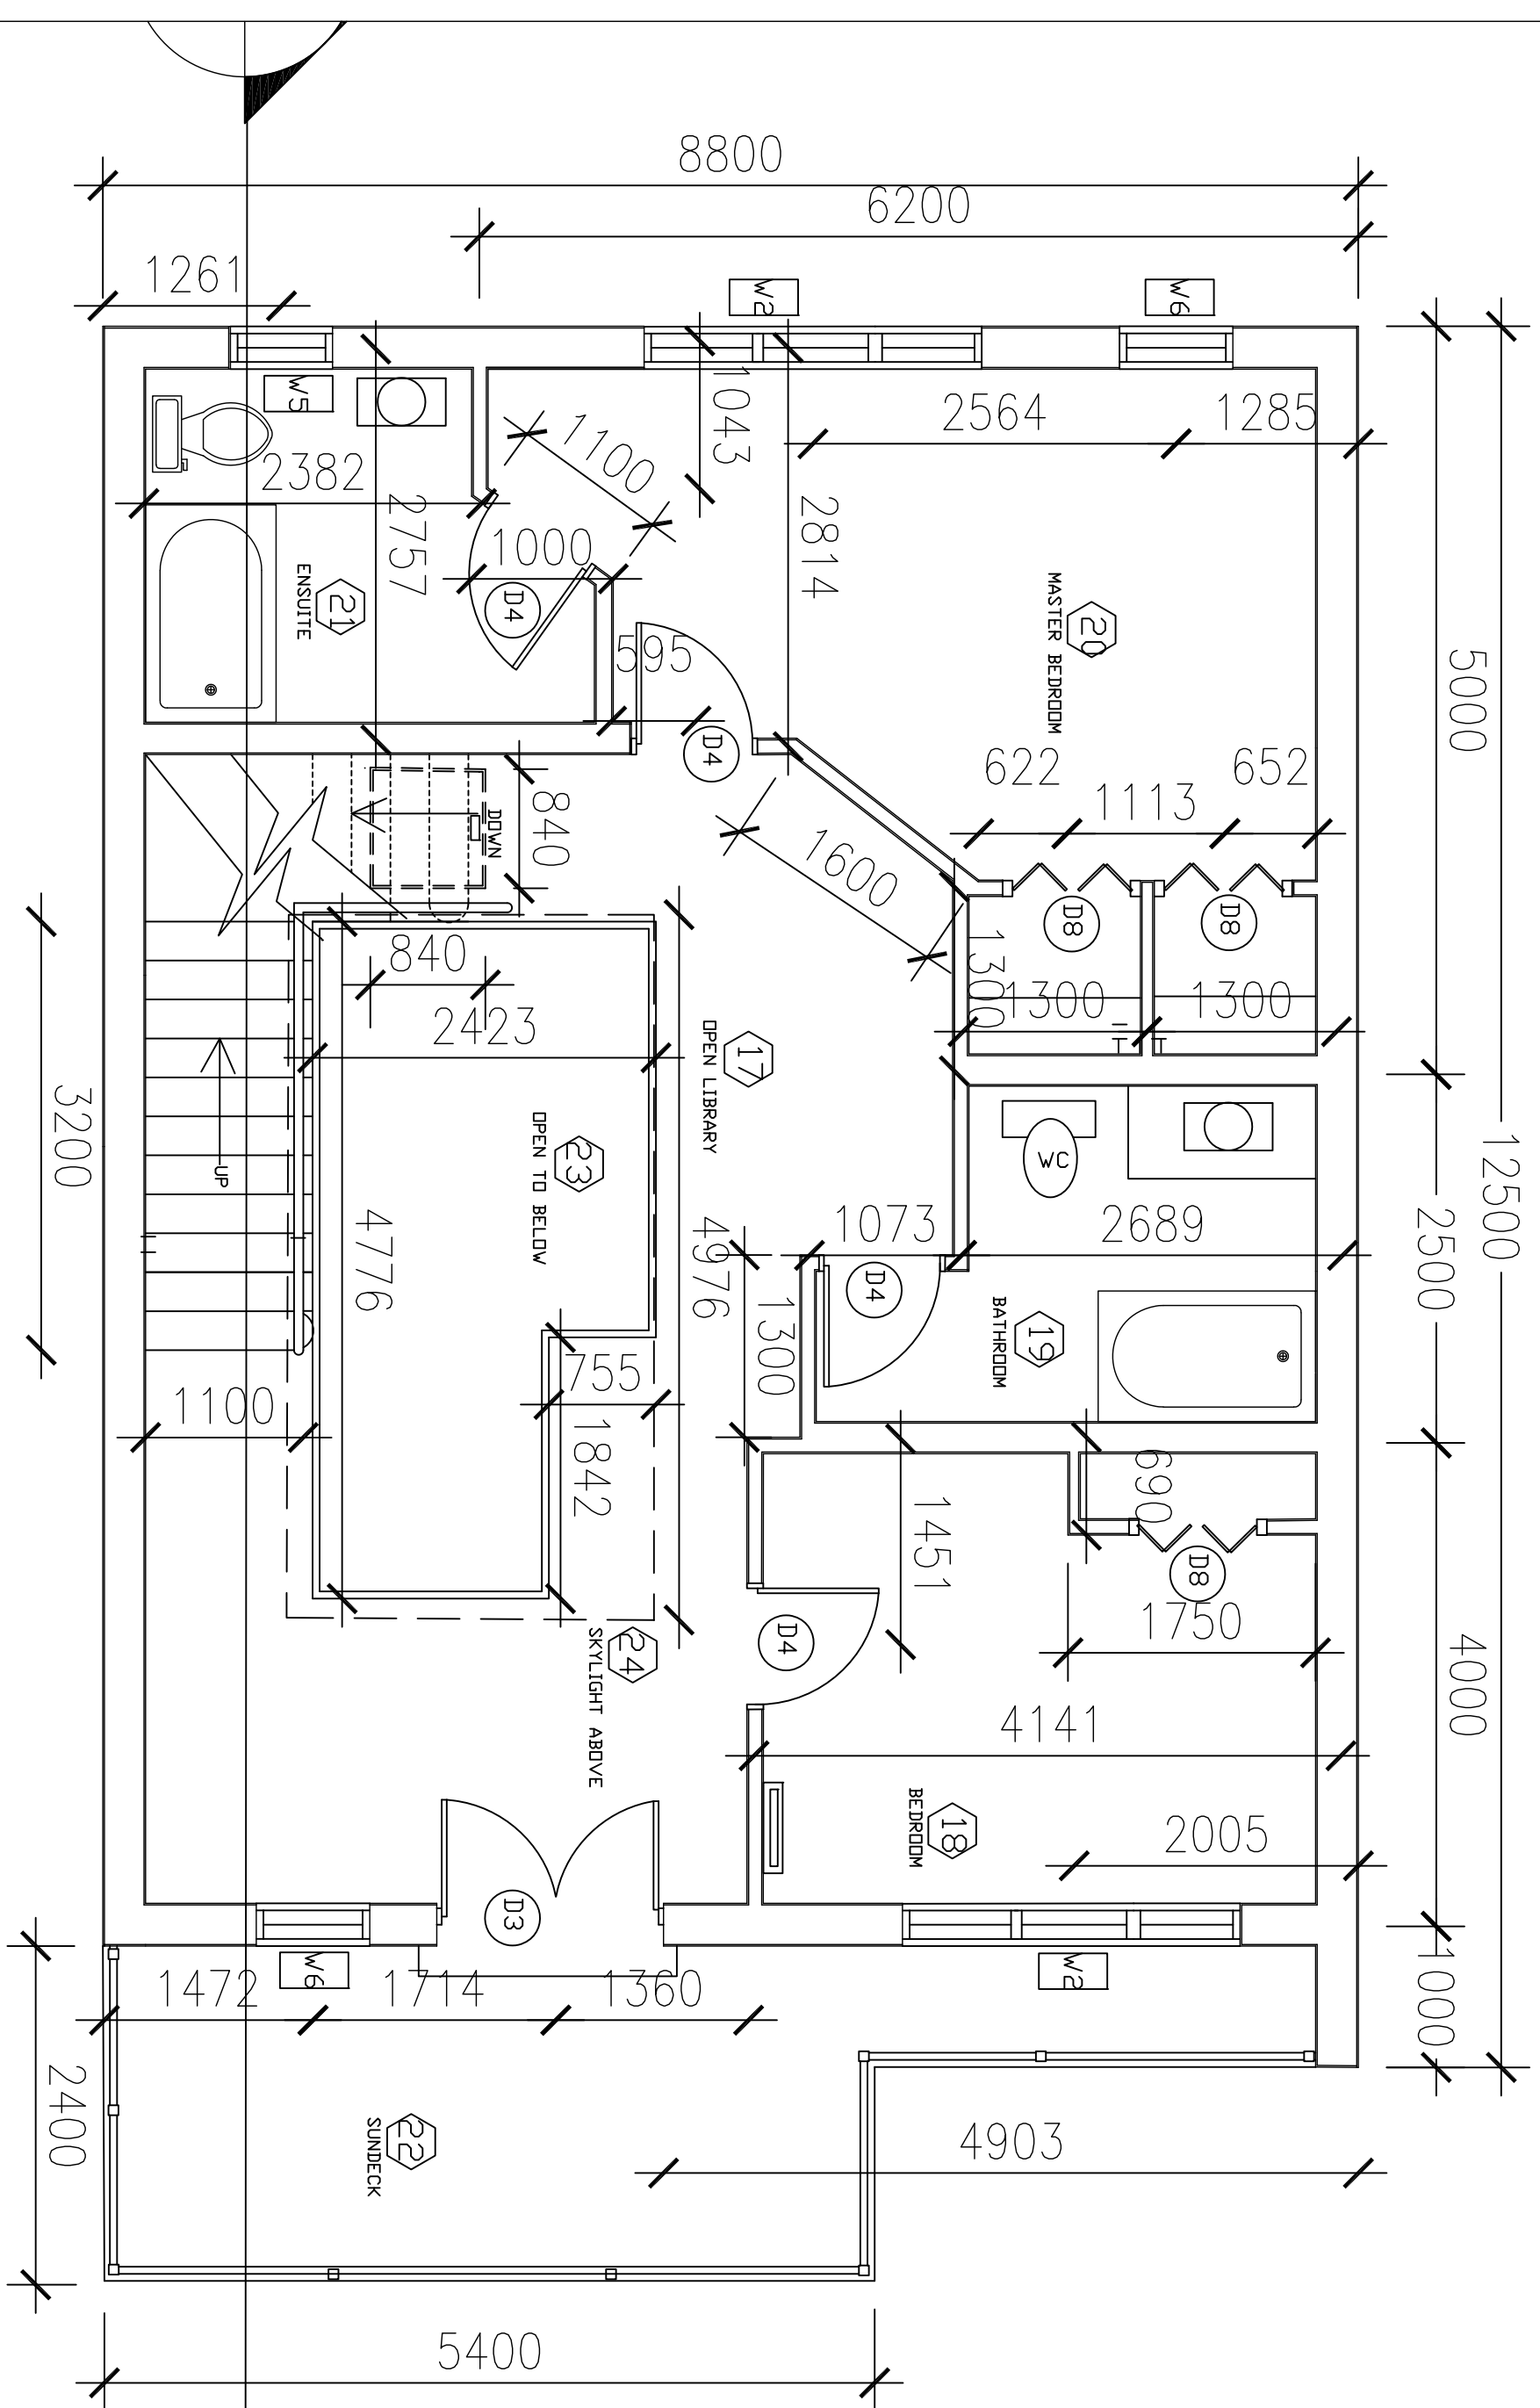 8800
6200
1261
W2
W6
W5
1043
2564
1285
1100
2382
2757
1000
2814
D4
21
ENSUITE
20
MASTER BEDROOM
595
D4
5000
622
1113
652
840
DOWN
1600
D8
D8
840
1300
1300
1300
2423
17
OPEN LIBRARY
3200
UP
23
OPEN TO BELOW
WC
12500
4776
4976
1073
2689
2500
D4
19
BATHROOM
1300
755
1100
1842
690
1451
D8
1750
D4
24
SKYLIGHT ABOVE
4000
4141
18
BEDROOM
2005
D3
W6
W2
1472
1714
1360
1000
2400
22
SUNDECK
4903
5400